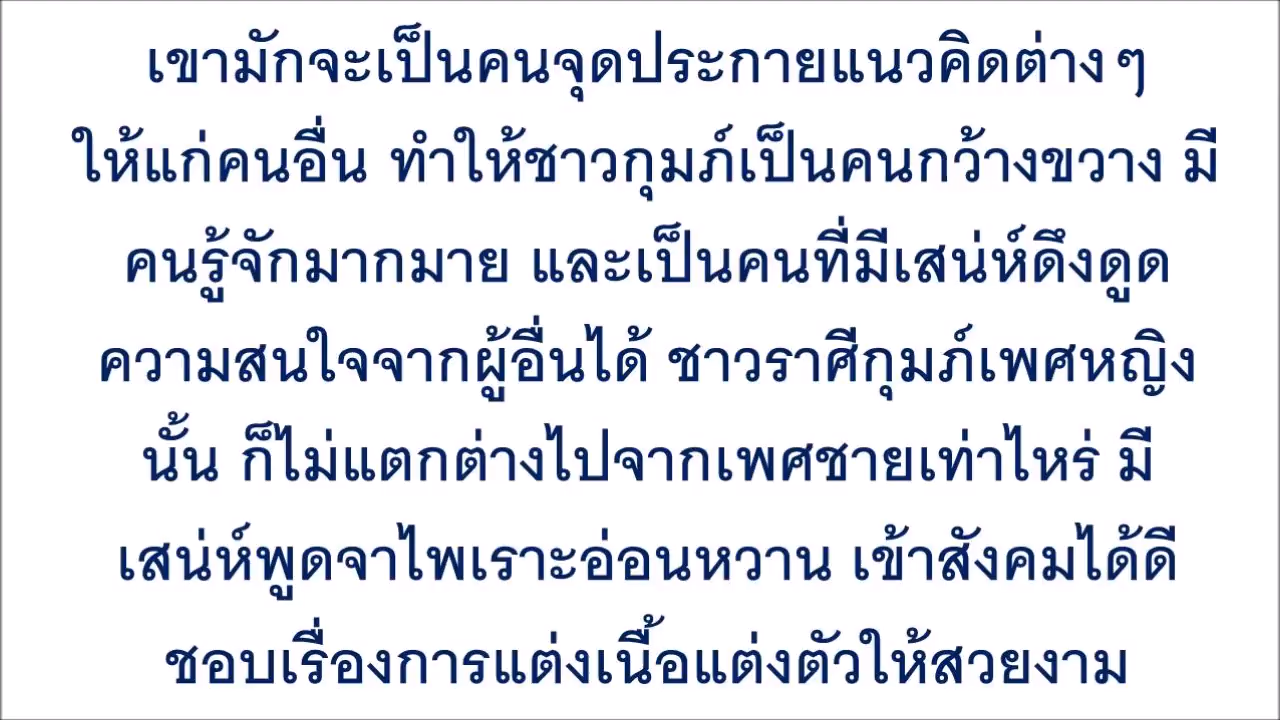 เขามักจะเป็นคนจุดประกายแนวคิดต่างๆ
ให้แก่คนอื่น ทำให้ชาวกุมภ์เป็นคนกว้างขวาง มี
คนรู้จักมากมาย และเป็นคนที่มีเสน่ห์ดึงดูด
ความสนใจจากผู้อื่นได้ ชาวราศีกุมภ์เพศหญิง
นั้น ก็ไม่แตกต่างไปจากเพศชายเท่าไหร่ มี
เสน่ห์พูดจาไพเราะอ่อนหวาน เข้าสังคมได้ดี
ชอบเรื่องการแต่งเนื้อแต่งตัวให้สวยงาม